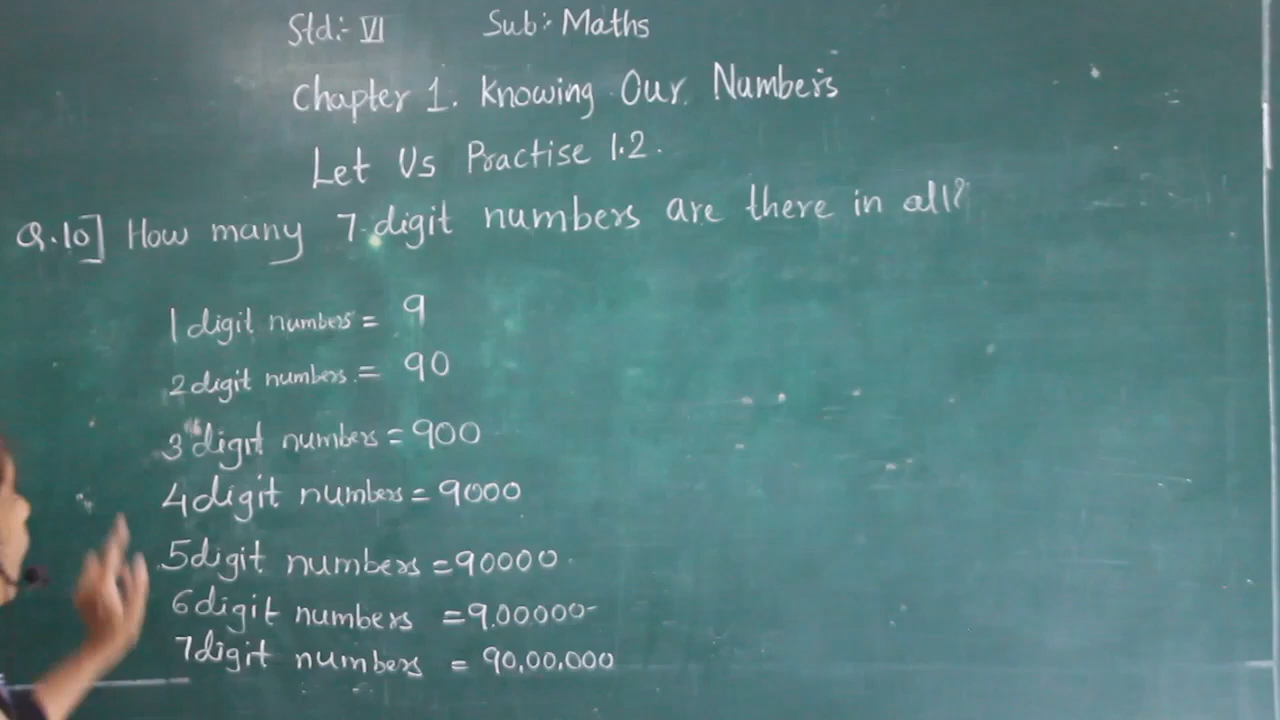 Std:- VI Sub:- Maths
Chapter 1. Knowing Our Numbers
Let Us Practise 1.2.
Q.10] How many 7-digit numbers are there in all?
1 digit numbers = 9
2 digit numbers = 90
3 digit numbers = 900
4 digit numbers = 9000
5 digit numbers = 90000
6 digit numbers = 9,00000
7 digit numbers = 90,00,000